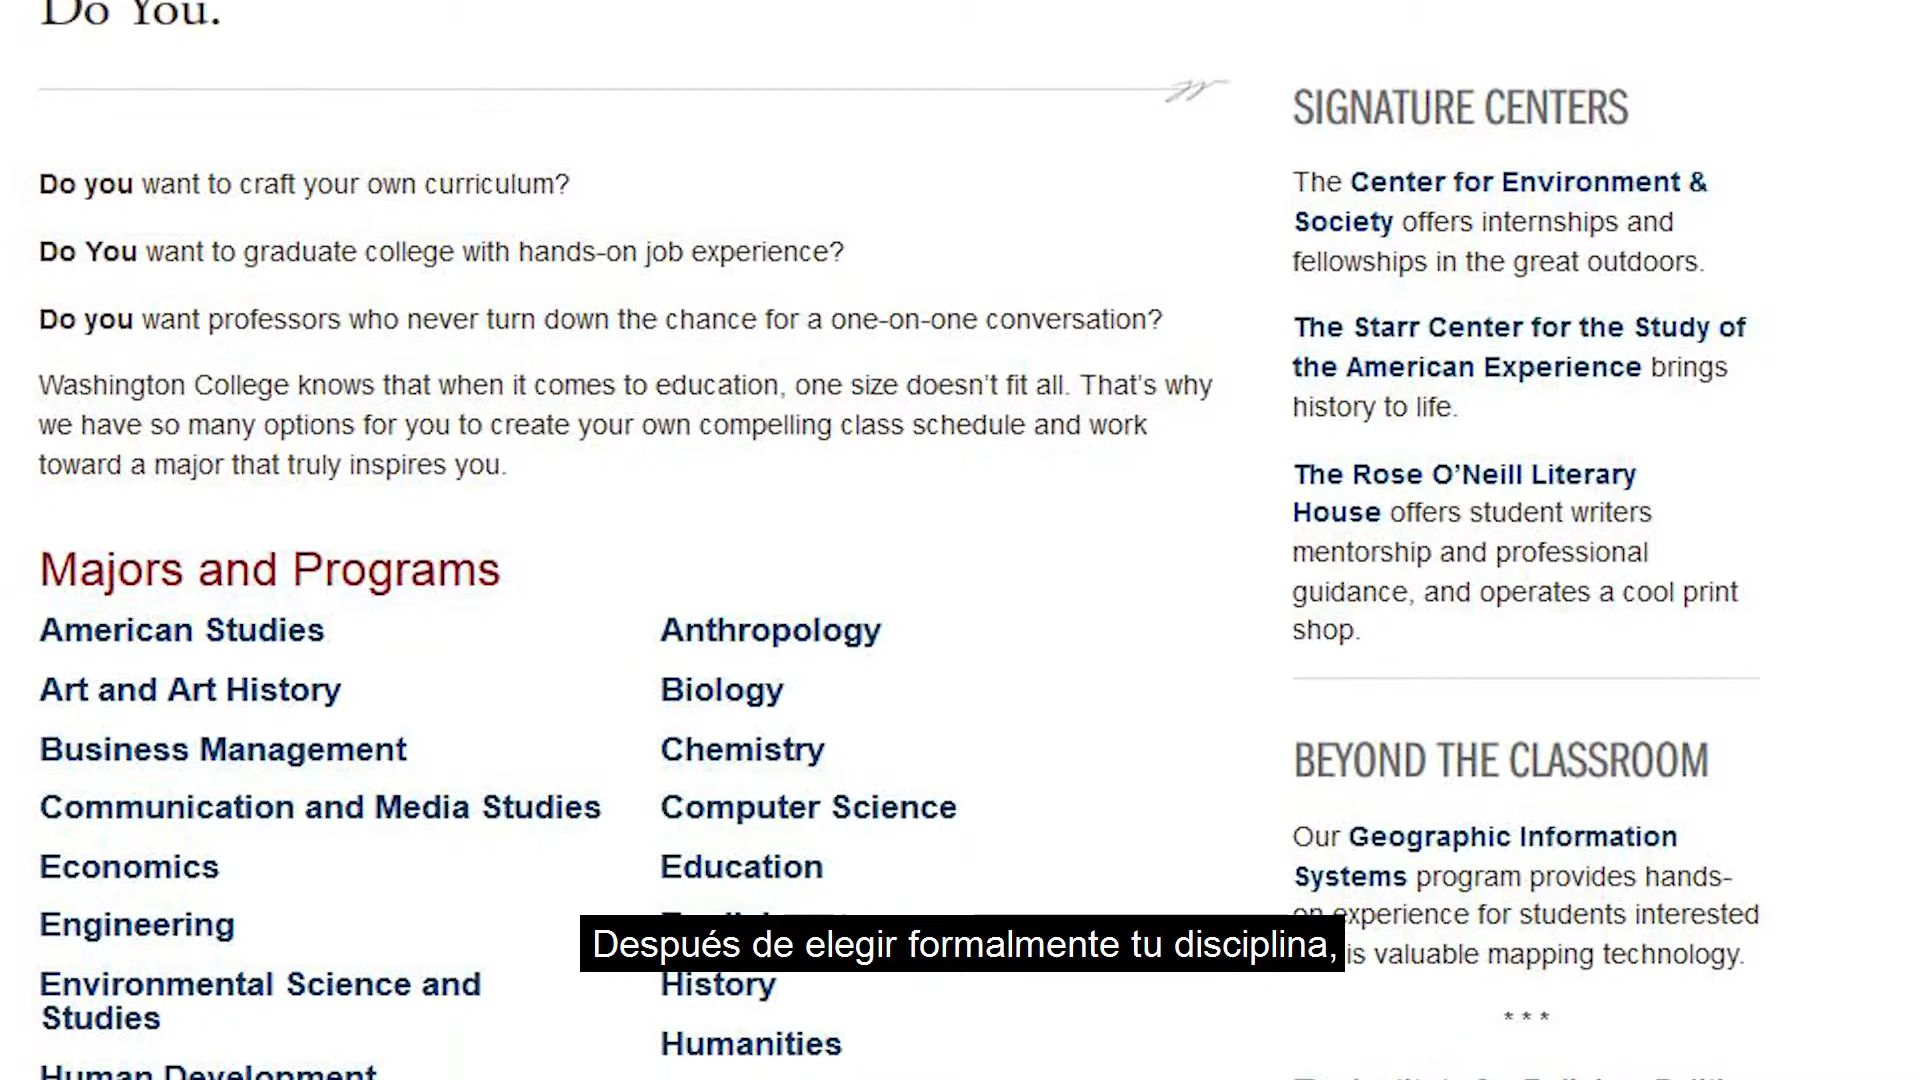 Do You.
Do you want to craft your own curriculum?
Do You want to graduate college with hands-on job experience?
Do you want professors who never turn down the chance for a one-on-one conversation?
Washington College knows that when it comes to education, one size doesn't fit all. That's why
we have so many options for you to create your own compelling class schedule and work
toward a major that truly inspires you.
Majors and Programs
American Studies
Art and Art History
Business Management
Communication and Media Studies
Economics
Engineering
Environmental Science and
Studies
Human Development
Anthropology
Biology
Chemistry
Computer Science
Education
History
Humanities
SIGNATURE CENTERS
The Center for Environment &
Society offers internships and
fellowships in the great outdoors.
The Starr Center for the Study of
the American Experience brings
history to life.
The Rose O'Neill Literary
House offers student writers
mentorship and professional
guidance, and operates a cool print
shop.
BEYOND THE CLASSROOM
Our Geographic Information
Systems program provides hands-
on experience for students interested
is valuable mapping technology.
* * *
Después de elegir formalmente tu disciplina,